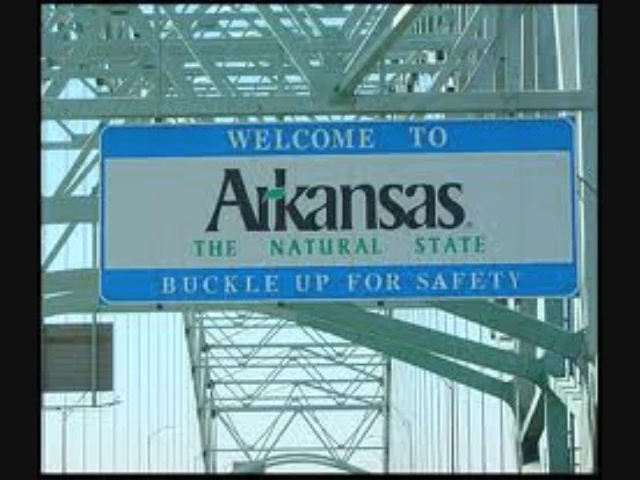 WELCOME TO
Arkansas
THE NATURAL STATE
BUCKLE UP FOR SAFETY